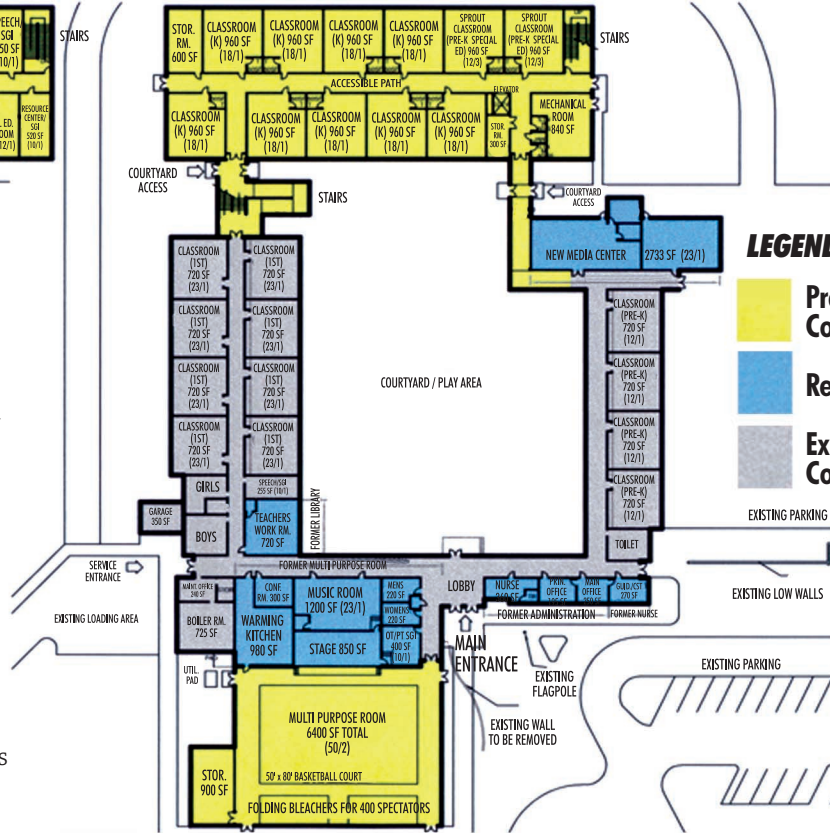 SGI
STAIRS
STOR.
RM.
600 SF
CLASSROOM
(K) 960 SF
(18/1)
CLASSROOM
(K) 960 SF
(18/1)
CLASSROOM
(K) 960 SF
(18/1)
CLASSROOM
(K) 960 SF
(18/1)
SPROUT
CLASSROOM
(PRE-K SPECIAL
ED) 960 SF
(12/3)
SPROUT
CLASSROOM
(PRE-K SPECIAL
ED) 960 SF
(12/3)
STAIRS
ACCESSIBLE PATH
ELEVATOR
RESOURCE
CENTER/
SGI
520 SF
(10/1)
CLASSROOM
(K) 960 SF
(18/1)
CLASSROOM
(K) 960 SF
(18/1)
CLASSROOM
(K) 960 SF
(18/1)
CLASSROOM
(K) 960 SF
(18/1)
CLASSROOM
(K) 960 SF
(18/1)
STOR.
RM.
300 SF
MECHANICAL
ROOM
840 SF
COURTYARD
ACCESS
STAIRS
COURTYARD
ACCESS
NEW MEDIA CENTER 2733 SF (23/1)
CLASSROOM
(1ST)
720 SF
(23/1)
CLASSROOM
(1ST)
720 SF
(23/1)
CLASSROOM
(1ST)
720 SF
(23/1)
CLASSROOM
(1ST)
720 SF
(23/1)
CLASSROOM
(1ST)
720 SF
(23/1)
CLASSROOM
(1ST)
720 SF
(23/1)
CLASSROOM
(1ST)
720 SF
(23/1)
CLASSROOM
(1ST)
720 SF
(23/1)
COURTYARD / PLAY AREA
CLASSROOM
(PRE-K)
720 SF
(12/1)
CLASSROOM
(PRE-K)
720 SF
(12/1)
CLASSROOM
(PRE-K)
720 SF
(12/1)
CLASSROOM
(PRE-K)
720 SF
(12/1)
LEGEND
GIRLS
SPEECH/SGI
255 SF (10/1)
GARAGE
350 SF
BOYS
TEACHERS
WORK RM.
720 SF
FORMER LIBRARY
TOILET
EXISTING PARKING
SERVICE
ENTRANCE
FORMER MULTI PURPOSE ROOM
MAINT. OFFICE
240 SF
CONF.
RM. 300 SF
MUSIC ROOM
1200 SF (23/1)
MENS
220 SF
WOMENS
220 SF
LOBBY
NURSE
PRIN.
OFFICE
MAIN
OFFICE
GUID/CST
270 SF
EXISTING LOW WALLS
FORMER ADMINISTRATION
FORMER NURSE
EXISTING LOADING AREA
BOILER RM.
725 SF
WARMING
KITCHEN
980 SF
STAGE 850 SF
OT/PT SGI
400 SF
(10/1)
MAIN
ENTRANCE
EXISTING
FLAGPOLE
EXISTING PARKING
UTIL.
PAD
EXISTING WALL
TO BE REMOVED
MULTI PURPOSE ROOM
6400 SF TOTAL
(50/2)
50' x 80' BASKETBALL COURT
STOR.
900 SF
FOLDING BLEACHERS FOR 400 SPECTATORS